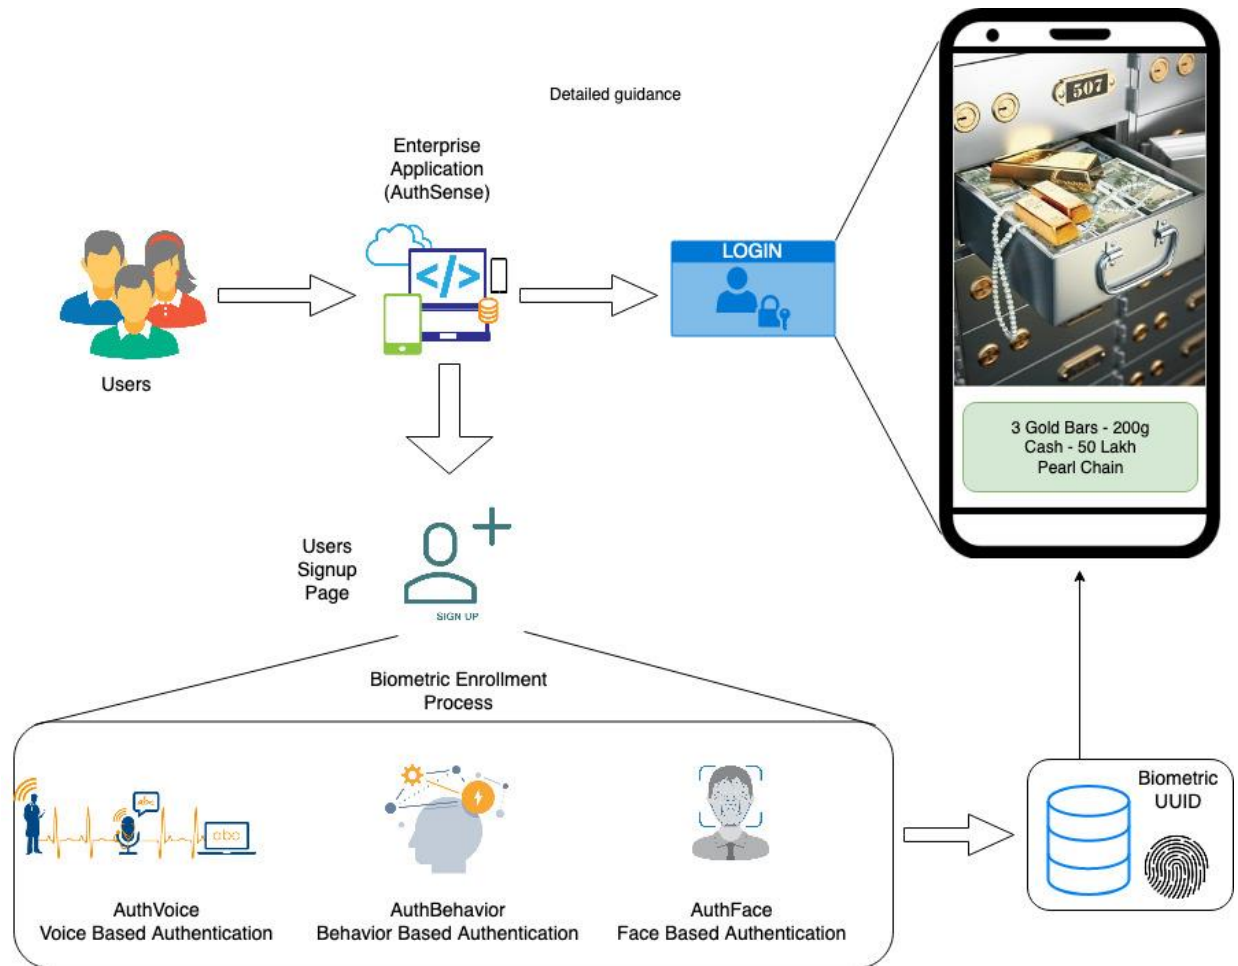 Detailed guidance
Enterprise
Application
(AuthSense)
507
LOGIN
Users
3 Gold Bars - 200g
Cash - 50 Lakh
Pearl Chain
Users
Signup
Page
SIGN UP
Biometric Enrollment
Process
abc
abc
Biometric
UUID
AuthVoice
Voice Based Authentication
AuthBehavior
Behavior Based Authentication
AuthFace
Face Based Authentication